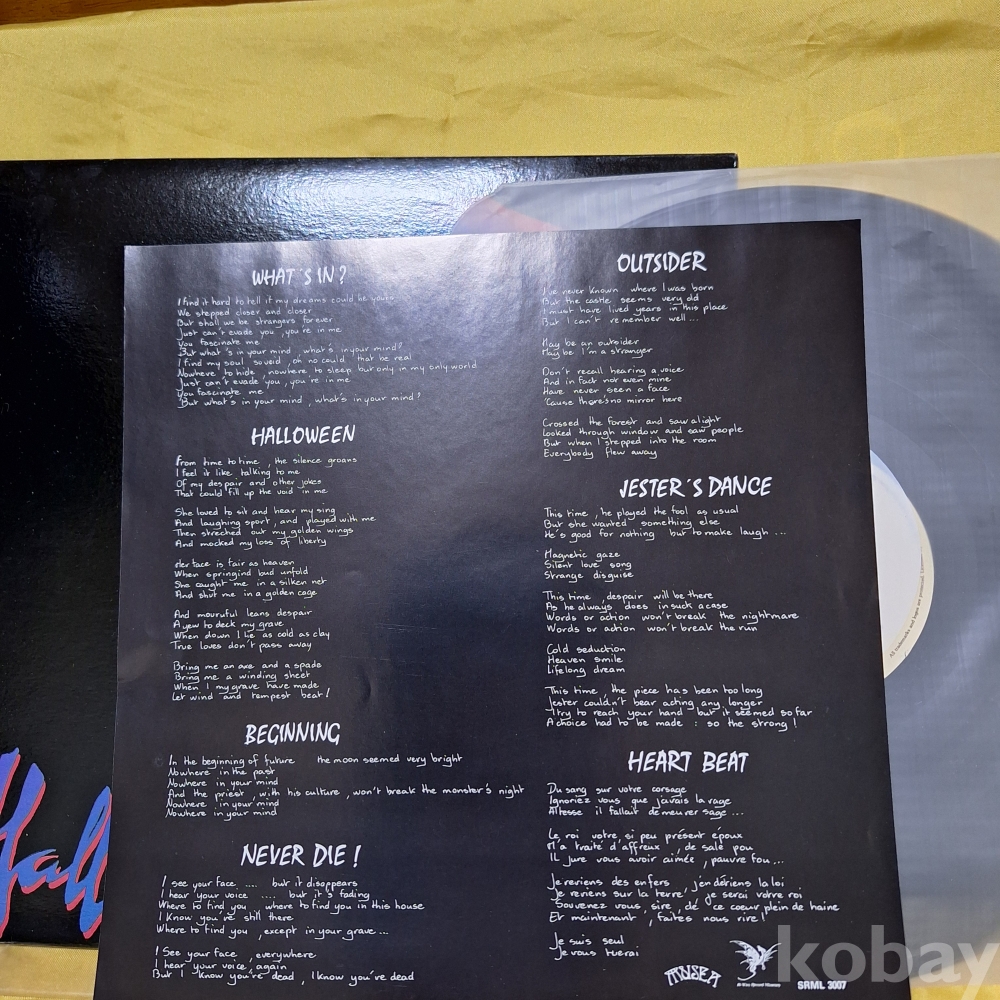 WHAT'S IN?
I find it hard to tell it my dreams could be yours
We stepped closer and closer
But shall we be strangers forever
Just can't evade you, you're in me
You fascinate me
But what's in your mind, what's in your mind?
I find my soul so void, oh no could that be real
Nowhere to hide, nowhere to sleep but only in my only world
Just can't evade you, you're in me
You fascinate me
But what's in your mind, what's in your mind?
HALLOWEEN
From time to time, the silence groans
I feel it like talking to me
Of my despair and other jokes
That could fill up the void in me
She loved to sit and hear my sing
And laughing sport, and played with me
Then streched out my golden wings
And mocked my loss of liberty
Her face is fair as heaven
When springind bud unfold
She caught me in a silken net
And shut me in a golden cage
And mouruful leans despair
A yew to deck my grave
When down I lie as cold as clay
True loves don't pass away
Bring me an axe and a spade
Bring me a winding sheet
When I my grave have made
Let wind and tempest beat!
BEGINNING
In the beginning of future the moon seemed very bright
Nowhere in the past
Nowhere in your mind
And the priest, with his culture, won't break the monster's night
Nowhere in your mind
Nowhere in your mind
NEVER DIE!
I see your face .... but it disappears
I hear your voice .... but it's fading
Where to find you, where to find you in this house
I know you're still there
Where to find you, except in your grave ...
I see your face, everywhere
I hear your voice, again
But I know you're dead, I know you're dead
OUTSIDER
I've never known where I was born
But the castle seems very old
I must have lived years in this place
But I can't remember well ...
May be an outsider
May be I'm a stranger
Don't recall hearing a voice
And in fact not even mine
Have never seen a face
'Cause there's no mirror here
Crossed the forest and saw a light
Looked through window and saw people
But when I stepped into the room
Everybody flew away
JESTER'S DANCE
This time, he played the fool as usual
But she wanted something else
He's good for nothing but to make laugh ...
Magnetic gaze
Silent love song
Strange disguise
This time, despair will be there
As he always does in suck a case
Words or action won't break the nightmare
Words or action won't break the run
Cold seduction
Heaven smile
Lifelong dream
This time, the piece has been too long
Jester couldn't bear acting any longer
Try to reach your hand but it seemed so far
A choice had to be made : so the strong!
HEART BEAT
Du sang sur votre corsage
Ignoriez vous que j'avais la rage
Altesse il fallait demeurer sage ...
Le roi votre si peu présent époux
M'a traité d'affreux, de sale pou
Il jure vous avoir aimée, pauvre fou ...
Je reviens des enfers j'en dériens la loi
Je reviens sur la terre, je serai votre roi
Souvenez vous, sire, de ce coeur plein de haine
Et maintenant, faites nous rire!
Je suis seul
Je vous tuerai
MUSEA
SRML 3007
kobay
Hall